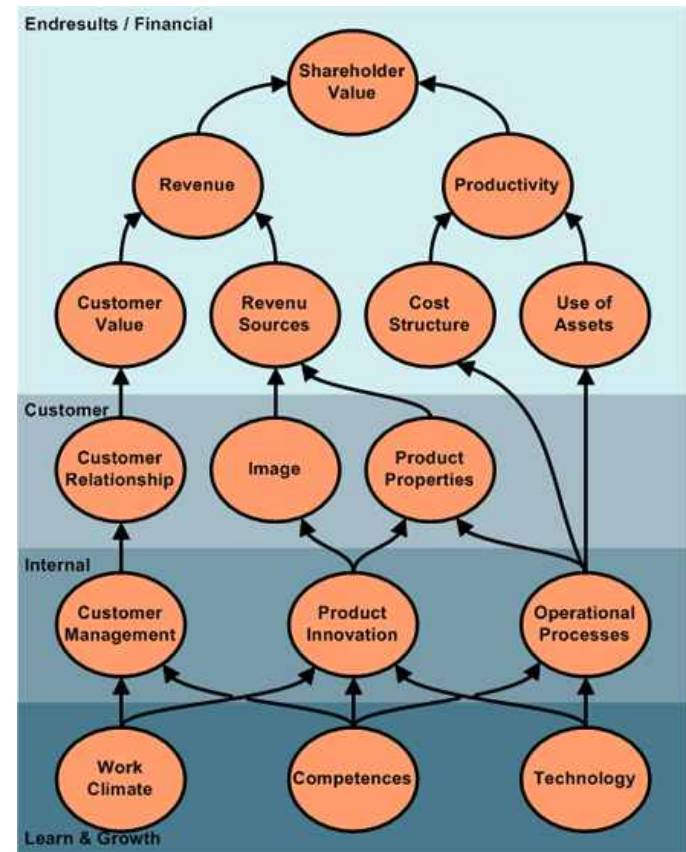 Endresults / Financial
Shareholder
Value
Revenue
Productivity
Customer
Value
Revenu
Sources
Cost
Structure
Use of
Assets
Customer
Customer
Relationship
Image
Product
Properties
Internal
Customer
Management
Product
Innovation
Operational
Processes
Work
Climate
Competences
Technology
Learn & Growth